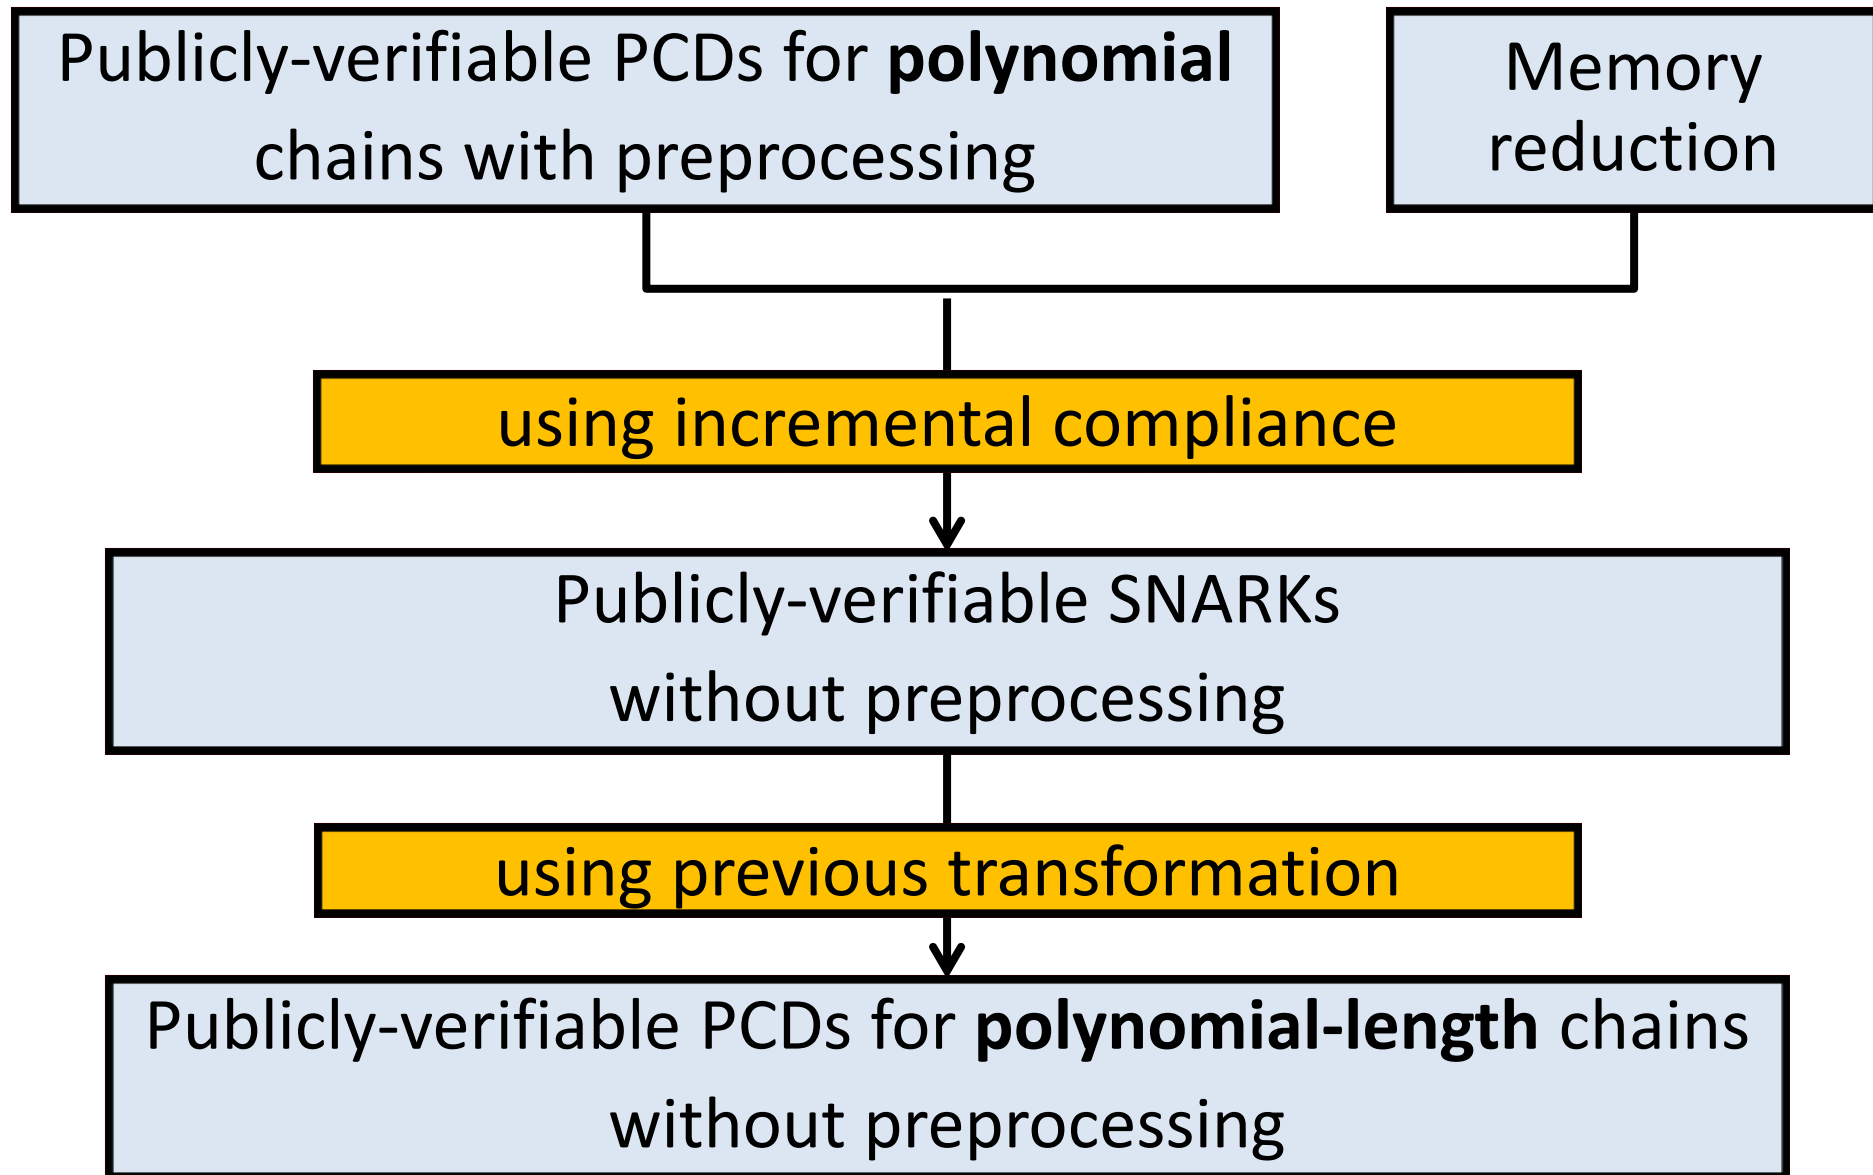 Publicly-verifiable PCDs for polynomial
chains with preprocessing
Memory
reduction
using incremental compliance
Publicly-verifiable SNARKs
without preprocessing
using previous transformation
Publicly-verifiable PCDs for polynomial-length chains
without preprocessing